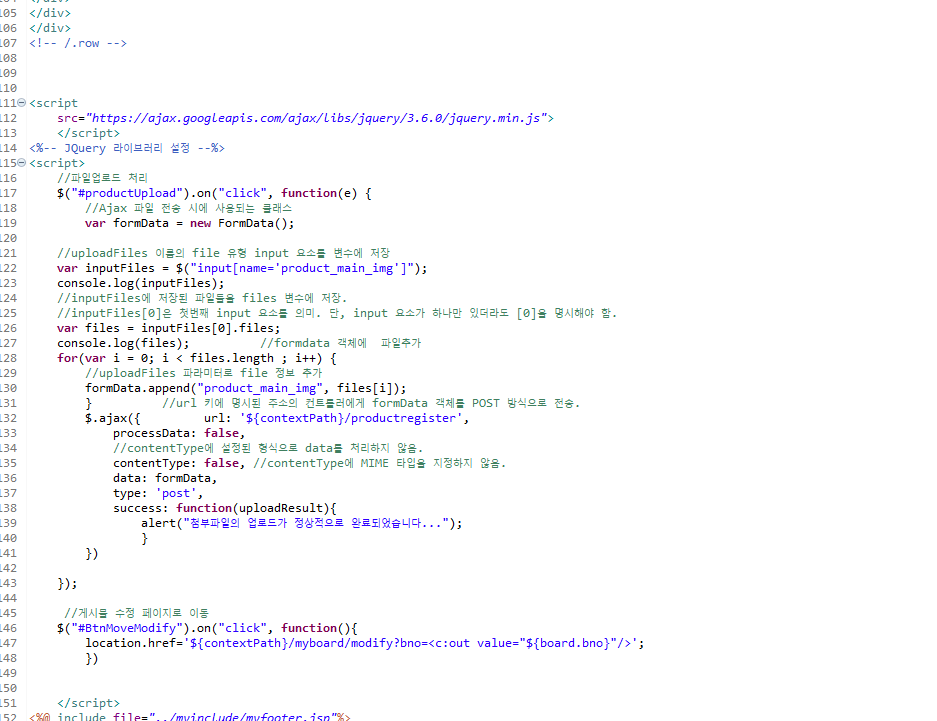 105 </div>
106 </div>
107 <!-- /.row -->
108
109
110
111 <script
112 src="https://ajax.googleapis.com/ajax/libs/jquery/3.6.0/jquery.min.js">
113 </script>
114 <%-- JQuery 라이브러리 설정 --%>
115 <script>
116 //파일업로드 처리
117 $("#productUpload").on("click", function(e) {
118 //Ajax 파일 전송 시에 사용되는 클래스
119 var formData = new FormData();
120
121 //uploadFiles 이름의 file 유형 input 요소를 변수에 저장
122 var inputFiles = $("input[name='product_main_img']");
123 console.log(inputFiles);
124 //inputFiles에 저장된 파일들을 files 변수에 저장.
125 //inputFiles[0]은 첫번째 input 요소를 의미. 단, input 요소가 하나만 있더라도 [0]을 명시해야 함.
126 var files = inputFiles[0].files;
127 console.log(files); //formdata 객체에 파일추가
128 for(var i = 0; i < files.length ; i++) {
129 //uploadFiles 파라미터로 file 정보 추가
130 formData.append("product_main_img", files[i]);
131 } //url 키에 명시된 주소의 컨트롤러에게 formData 객체를 POST 방식으로 전송.
132 $.ajax({ url: '${contextPath}/productregister',
133 processData: false,
134 //contentType에 설정된 형식으로 data를 처리하지 않음.
135 contentType: false, //contentType에 MIME 타입을 지정하지 않음.
136 data: formData,
137 type: 'post',
138 success: function(uploadResult){
139 alert("첨부파일의 업로드가 정상적으로 완료되었습니다...");
140 }
141 })
142
143 });
144
145 //게시물 수정 페이지로 이동
146 $("#BtnMoveModify").on("click", function(){
147 location.href='${contextPath}/myboard/modify?bno=<c:out value="${board.bno}"/>';
148 })
149
150
151 </script>
152 <%@ include file="../myinclude/myfooter.jsp"%>